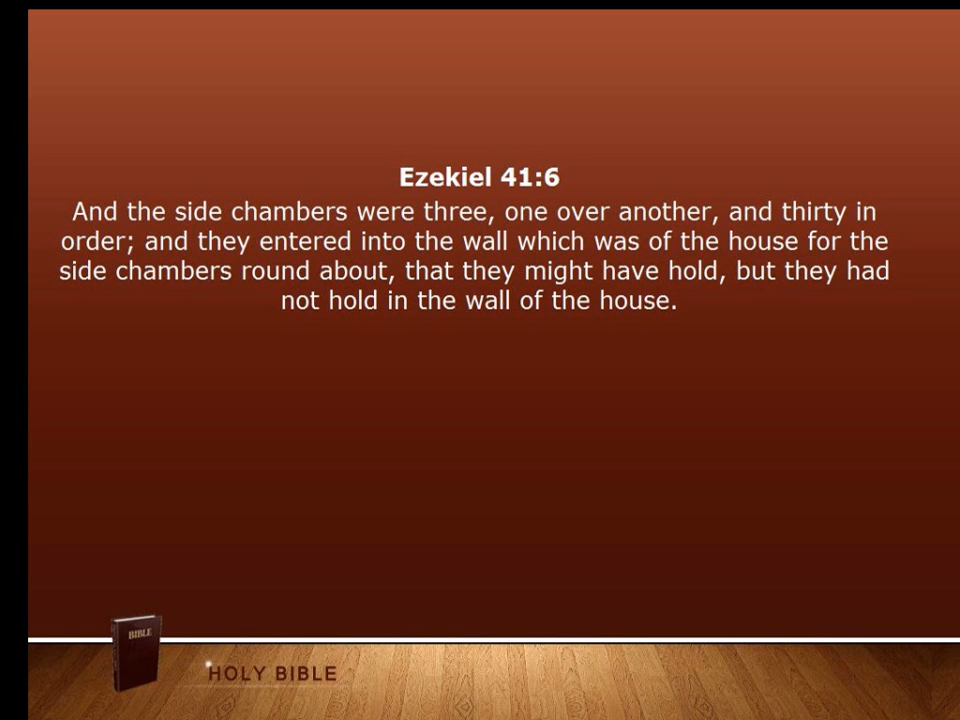 Ezekiel 41:6
And the side chambers were three, one over another, and thirty in
order; and they entered into the wall which was of the house for the
side chambers round about, that they might have hold, but they had
not hold in the wall of the house.
BIBLE
HOLY BIBLE